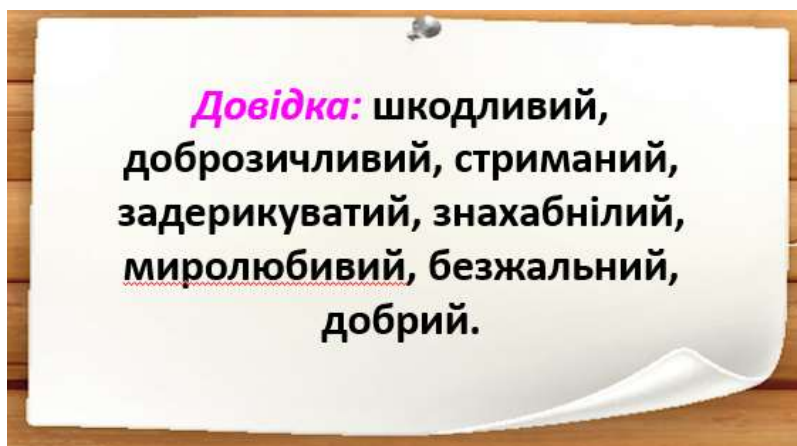 Довідка: шкодливий,
доброзичливий, стриманий,
задерикуватий, знахабнілий,
миролюбивий, безжальний,
добрий.